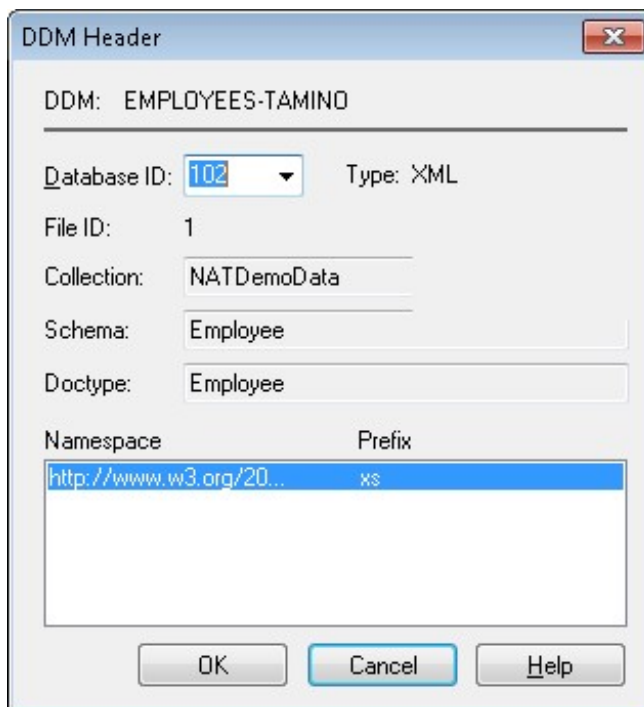 DDM Header
DDM: EMPLOYEES-TAMINO
Database ID: 102 Type: XML
File ID: 1
Collection: NATDemoData
Schema: Employee
Doctype: Employee
Namespace Prefix
http://www.w3.org/20... xs
OK Cancel Help